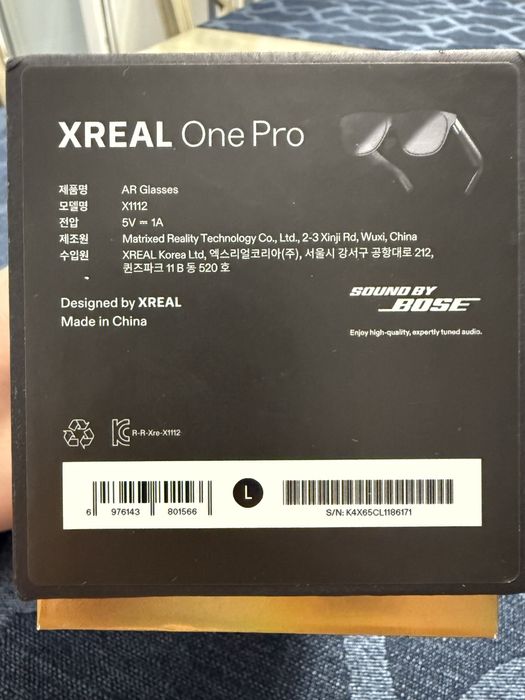 XREAL One Pro
제품명 AR Glasses
모델명 X1112
전압 5V ⎓ 1A
제조원 Matrixed Reality Technology Co., Ltd., 2-3 Xinji Rd, Wuxi, China
수입원 XREAL Korea Ltd, 엑스리얼코리아(주), 서울시 강서구 공항대로 212,
퀸즈파크 11 B 동 520 호
Designed by XREAL
Made in China
SOUND BY
BOSE
Enjoy high-quality, expertly tuned audio.
R-R-Xre-X1112
6 976143 801566
L
S/N: K4X65CL1186171